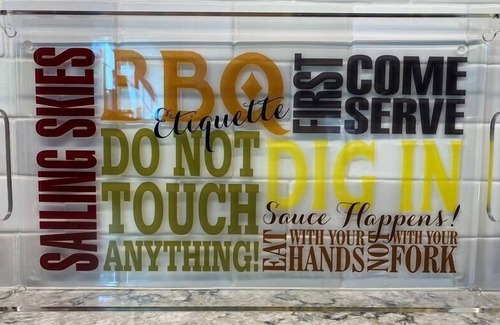 SAILING SKIES
BBQ
Etiquette
FIRST
COME
SERVE
DO NOT
TOUCH
ANYTHING!
DIG IN
Sauce Happens!
EAT
WITH YOUR
HANDS
NOT
WITH YOUR
FORK